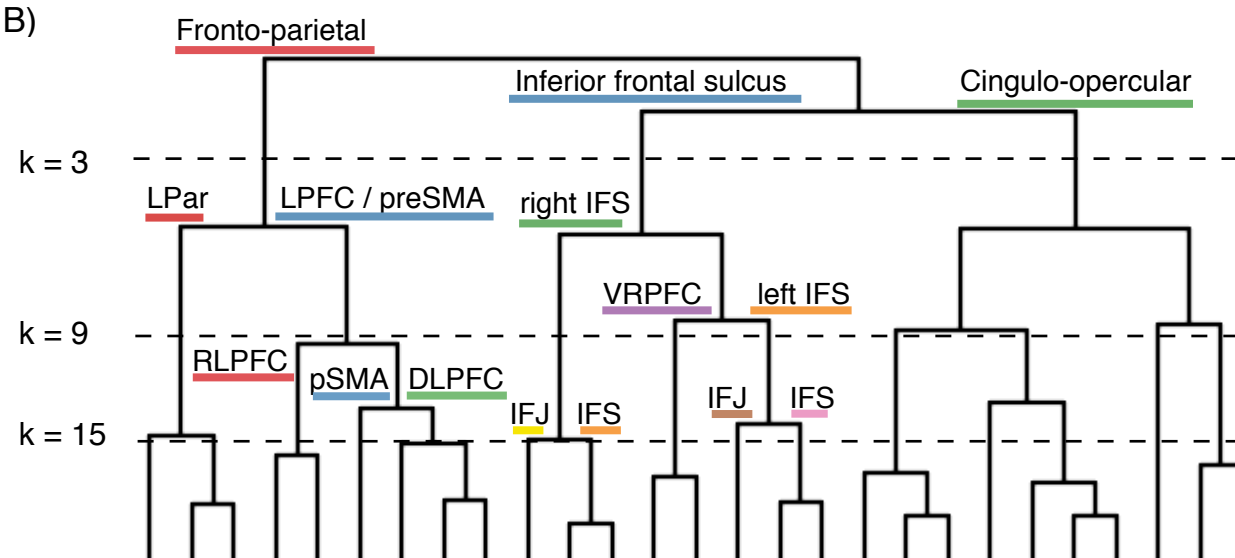 B)
Fronto-parietal
Inferior frontal sulcus
Cingulo-opercular
k = 3
LPar
LPFC / preSMA
right IFS
VRPFC
left IFS
k = 9
RLPFC
pSMA
DLPFC
IFJ
IFS
IFJ
IFS
k = 15